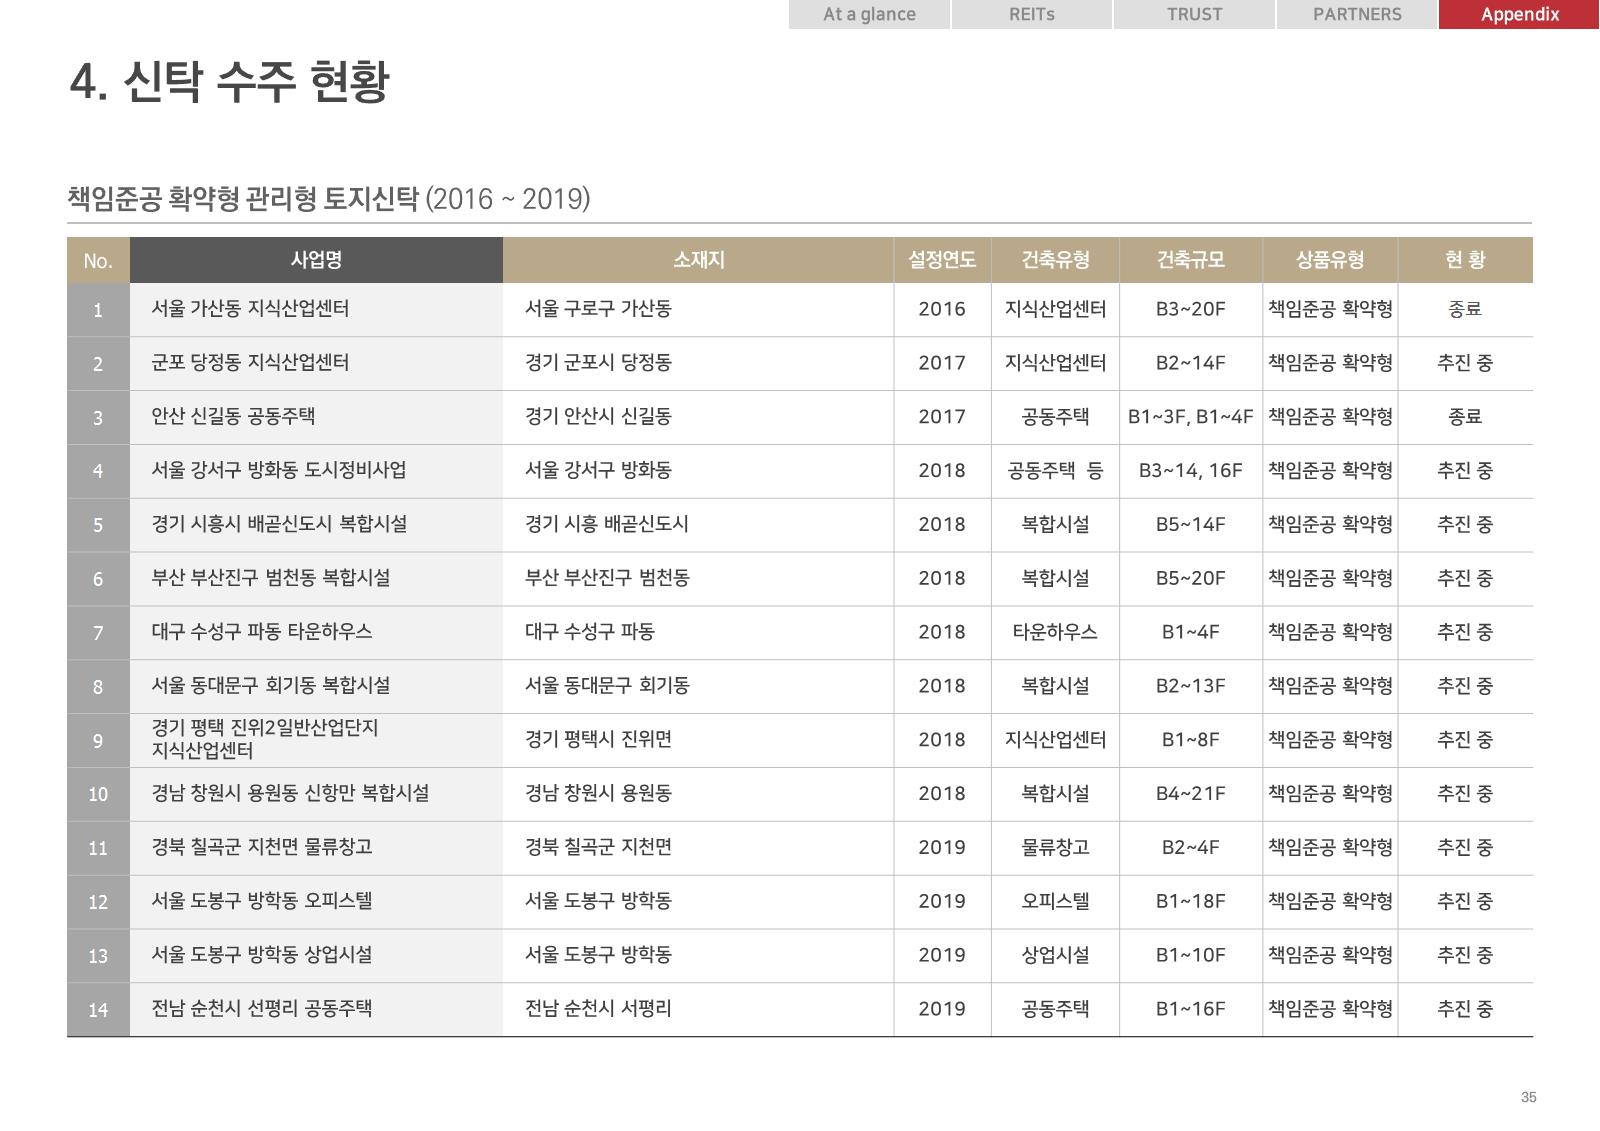 At a glance REITs TRUST PARTNERS Appendix
4. 신탁 수주 현황
책임준공 확약형 관리형 토지신탁 (2016 ~ 2019)
No. 사업명 소재지 설정연도 건축유형 건축규모 상품유형 현 황
1 서울 가산동 지식산업센터 서울 구로구 가산동 2016 지식산업센터 B3~20F 책임준공 확약형 종료
2 군포 당정동 지식산업센터 경기 군포시 당정동 2017 지식산업센터 B2~14F 책임준공 확약형 추진 중
3 안산 신길동 공동주택 경기 안산시 신길동 2017 공동주택 B1~3F, B1~4F 책임준공 확약형 종료
4 서울 강서구 방화동 도시정비사업 서울 강서구 방화동 2018 공동주택 등 B3~14, 16F 책임준공 확약형 추진 중
5 경기 시흥시 배곧신도시 복합시설 경기 시흥 배곧신도시 2018 복합시설 B5~14F 책임준공 확약형 추진 중
6 부산 부산진구 범천동 복합시설 부산 부산진구 범천동 2018 복합시설 B5~20F 책임준공 확약형 추진 중
7 대구 수성구 파동 타운하우스 대구 수성구 파동 2018 타운하우스 B1~4F 책임준공 확약형 추진 중
8 서울 동대문구 회기동 복합시설 서울 동대문구 회기동 2018 복합시설 B2~13F 책임준공 확약형 추진 중
9 경기 평택 진위2일반산업단지
지식산업센터 경기 평택시 진위면 2018 지식산업센터 B1~8F 책임준공 확약형 추진 중
10 경남 창원시 용원동 신항만 복합시설 경남 창원시 용원동 2018 복합시설 B4~21F 책임준공 확약형 추진 중
11 경북 칠곡군 지천면 물류창고 경북 칠곡군 지천면 2019 물류창고 B2~4F 책임준공 확약형 추진 중
12 서울 도봉구 방학동 오피스텔 서울 도봉구 방학동 2019 오피스텔 B1~18F 책임준공 확약형 추진 중
13 서울 도봉구 방학동 상업시설 서울 도봉구 방학동 2019 상업시설 B1~10F 책임준공 확약형 추진 중
14 전남 순천시 선평리 공동주택 전남 순천시 서평리 2019 공동주택 B1~16F 책임준공 확약형 추진 중
35